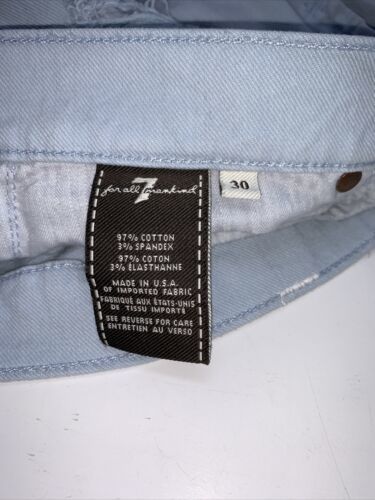 7
for all mankind
30
97% COTTON
3% SPANDEX
97% COTON
3% ÉLASTHANNE
MADE IN U.S.A.
OF IMPORTED FABRIC
FABRIQUÉ AUX ÉTATS-UNIS
DE TISSU IMPORTÉ
SEE REVERSE FOR CARE
ENTRETIEN AU VERSO